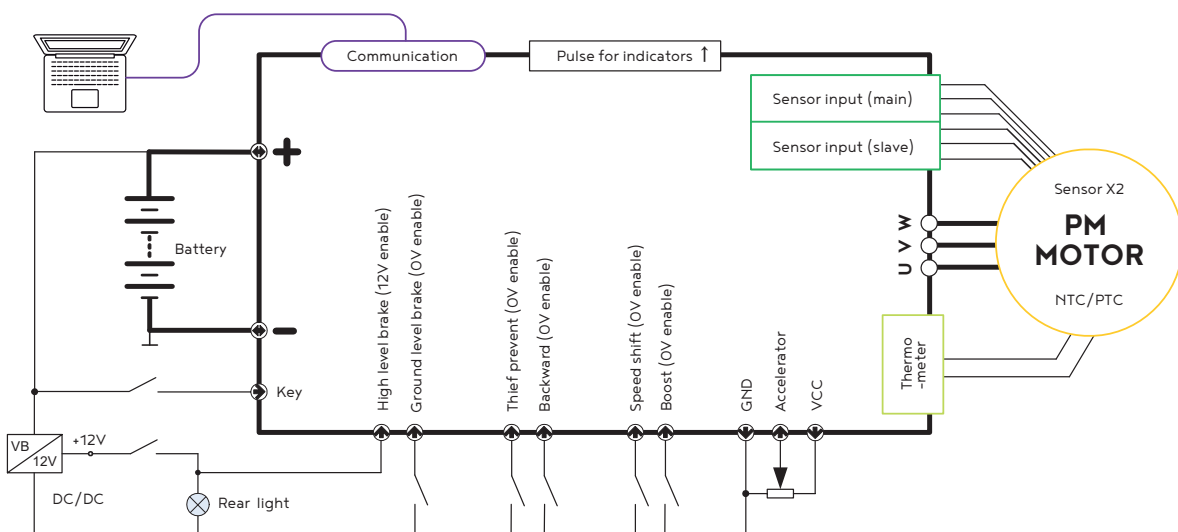 Communication
Pulse for indicators ↑
Sensor input (main)
Sensor input (slave)
Sensor X2
PM
MOTOR
NTC/PTC
+
Battery
−
W
V
U
High level brake (12V enable)
Ground level brake (0V enable)
Thief prevent (0V enable)
Backward (0V enable)
Speed shift (0V enable)
Boost (0V enable)
GND
Accelerator
VCC
Thermo
-meter
Key
VB
12V
+12V
DC/DC
Rear light